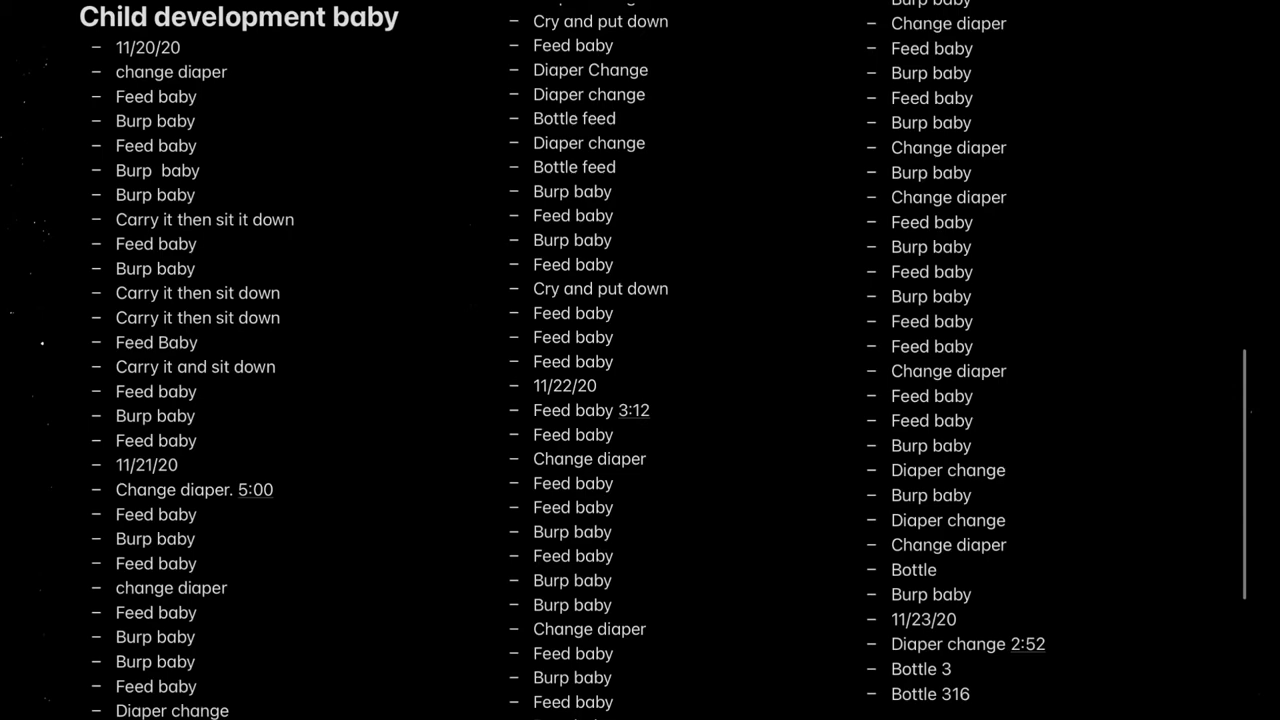 Child development baby
– 11/20/20
– change diaper
– Feed baby
– Burp baby
– Feed baby
– Burp  baby
– Burp baby
– Carry it then sit it down
– Feed baby
– Burp baby
– Carry it then sit down
– Carry it then sit down
– Feed Baby
– Carry it and sit down
– Feed baby
– Burp baby
– Feed baby
– 11/21/20
– Change diaper. 5:00
– Feed baby
– Burp baby
– Feed baby
– change diaper
– Feed baby
– Burp baby
– Burp baby
– Feed baby
– Diaper change
– Cry and put down
– Feed baby
– Diaper Change
– Diaper change
– Bottle feed
– Diaper change
– Bottle feed
– Burp baby
– Feed baby
– Burp baby
– Feed baby
– Cry and put down
– Feed baby
– Feed baby
– Feed baby
– 11/22/20
– Feed baby 3:12
– Feed baby
– Change diaper
– Feed baby
– Feed baby
– Burp baby
– Feed baby
– Burp baby
– Burp baby
– Change diaper
– Feed baby
– Burp baby
– Feed baby
– Burp baby
– Change diaper
– Feed baby
– Burp baby
– Feed baby
– Burp baby
– Change diaper
– Burp baby
– Change diaper
– Feed baby
– Burp baby
– Feed baby
– Burp baby
– Feed baby
– Feed baby
– Change diaper
– Feed baby
– Feed baby
– Burp baby
– Diaper change
– Burp baby
– Diaper change
– Change diaper
– Bottle
– Burp baby
– 11/23/20
– Diaper change 2:52
– Bottle 3
– Bottle 316